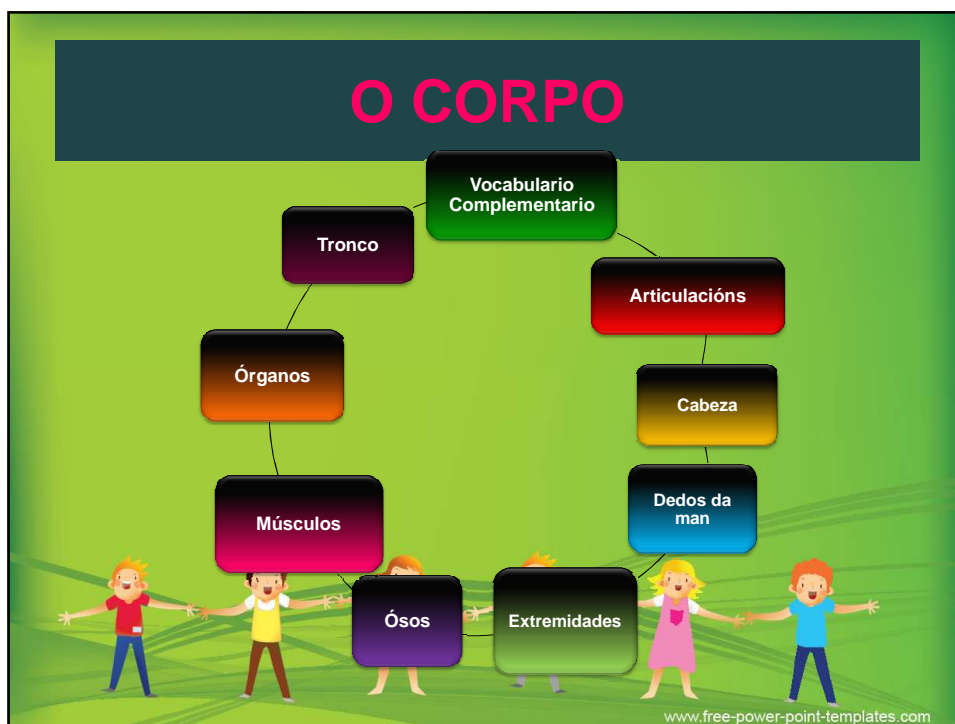 O CORPO
Vocabulario
Complementario
Tronco
Articulacións
Órganos
Cabeza
Dedos da
man
Músculos
Ósos
Extremidades
www.free-power-point-templates.com